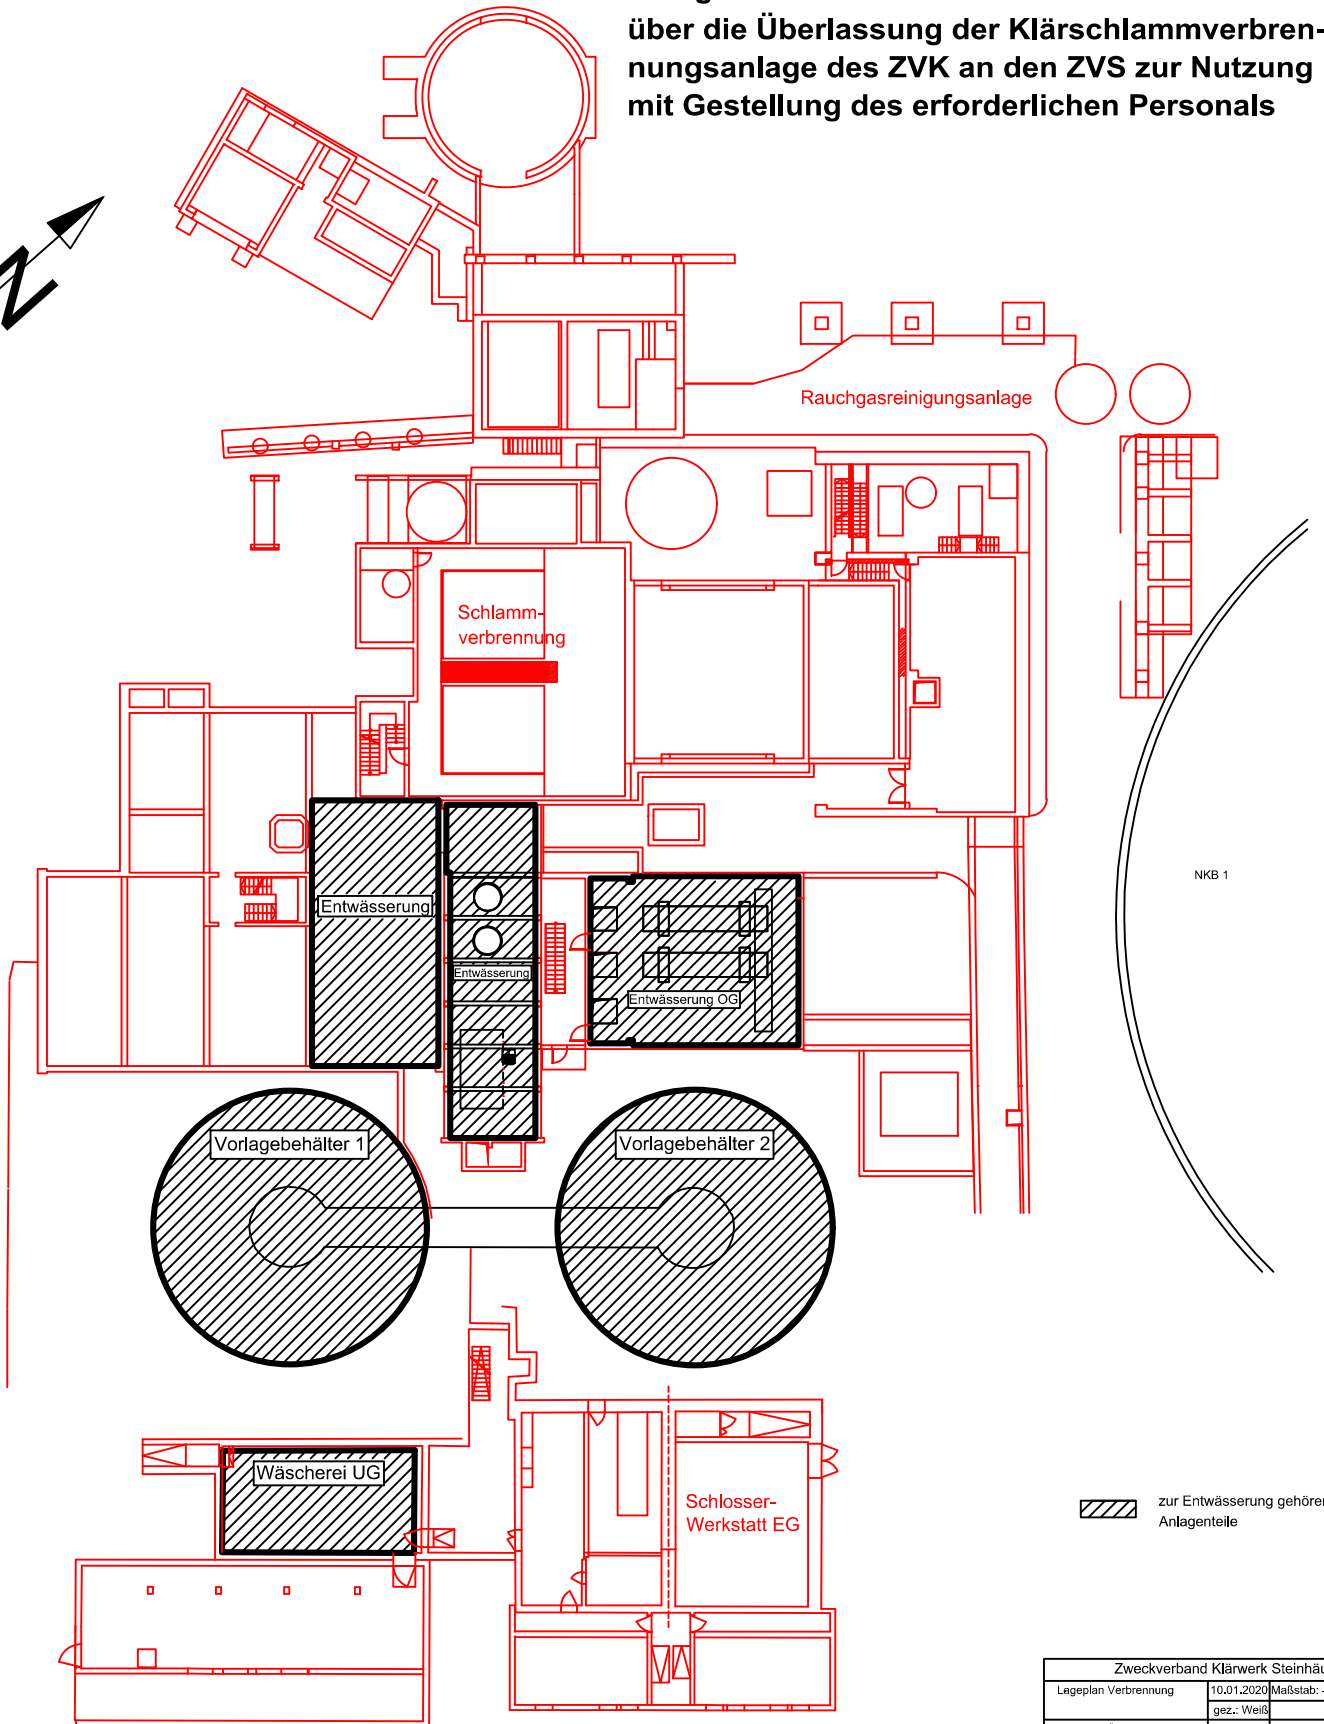 über die Überlassung der Klärschlammverbren-
nungsanlage des ZVK an den ZVS zur Nutzung
mit Gestellung des erforderlichen Personals
N
Rauchgasreinigungsanlage
Schlamm-
verbrennung
NKB 1
Entwässerung
Entwässerung
Entwässerung OG
Vorlagebehälter 1
Vorlagebehälter 2
Wäscherei UG
Schlosser-
Werkstatt EG
zur Entwässerung gehören
Anlagenteile
Zweckverband Klärwerk Steinhäu
Lageplan Verbrennung
10.01.2020
Maßstab: -
gez.: Weiß